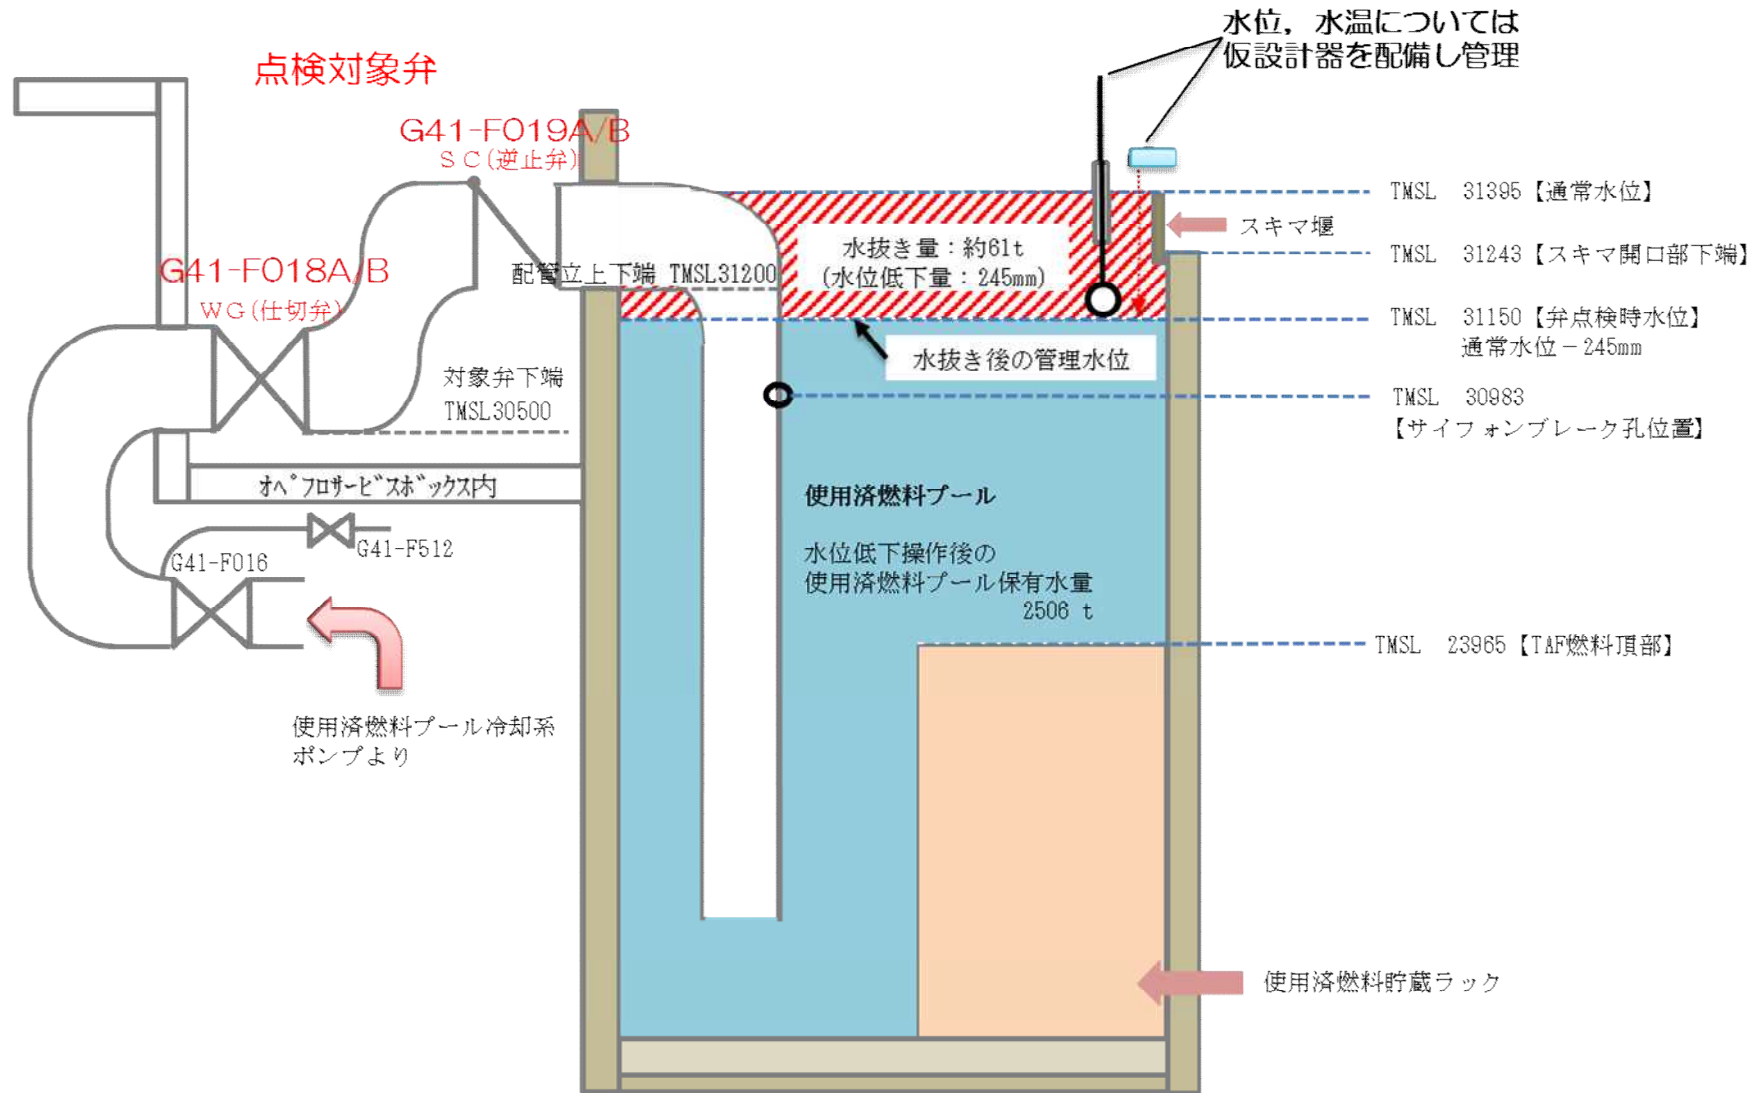 水位，水温については
仮設計器を配備し管理
点検対象弁
G41-F019A/B
ＳＣ(逆止弁)
TMSL 31395【通常水位】
スキマ堰
水抜き量：約61t
(水位低下量：245mm)
TMSL 31243【スキマ開口部下端】
G41-F018A/B
WG(仕切弁)
配管立上下端 TMSL31200
TMSL 31150【弁点検時水位】
通常水位－245mm
水抜き後の管理水位
対象弁下端
TMSL30500
TMSL 30983
【サイフォンブレーク孔位置】
ｵﾍﾟﾌﾛｻｰﾋﾞｽﾎﾞｯｸｽ内
使用済燃料プール
G41-F512
G41-F016
水位低下操作後の
使用済燃料プール保有水量
2506 t
TMSL 23965【TAF燃料頂部】
使用済燃料プール冷却系
ポンプより
使用済燃料貯蔵ラック